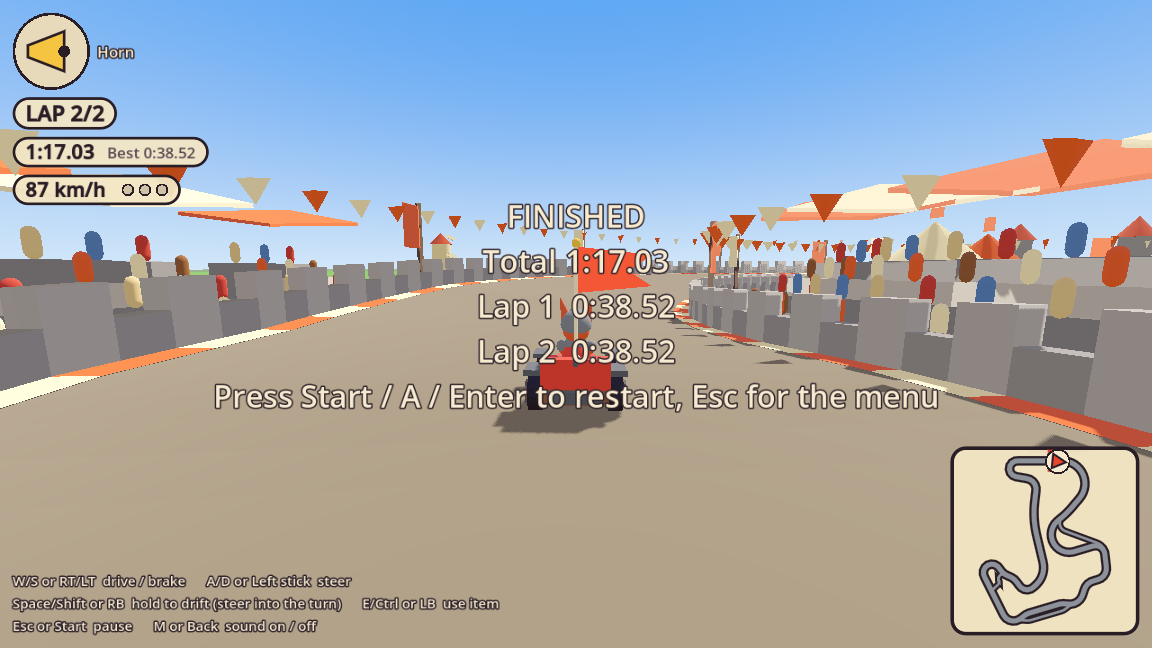 Horn
LAP 2/2
1:17.03 Best 0:38.52
87 km/h
FINISHED
Total 1:17.03
Lap 1 0:38.52
Lap 2 0:38.52
Press Start / A / Enter to restart, Esc for the menu
W/S or RT/LT drive / brake A/D or Left stick steer
Space/Shift or RB hold to drift (steer into the turn) E/Ctrl or LB use item
Esc or Start pause M or Back sound on / off